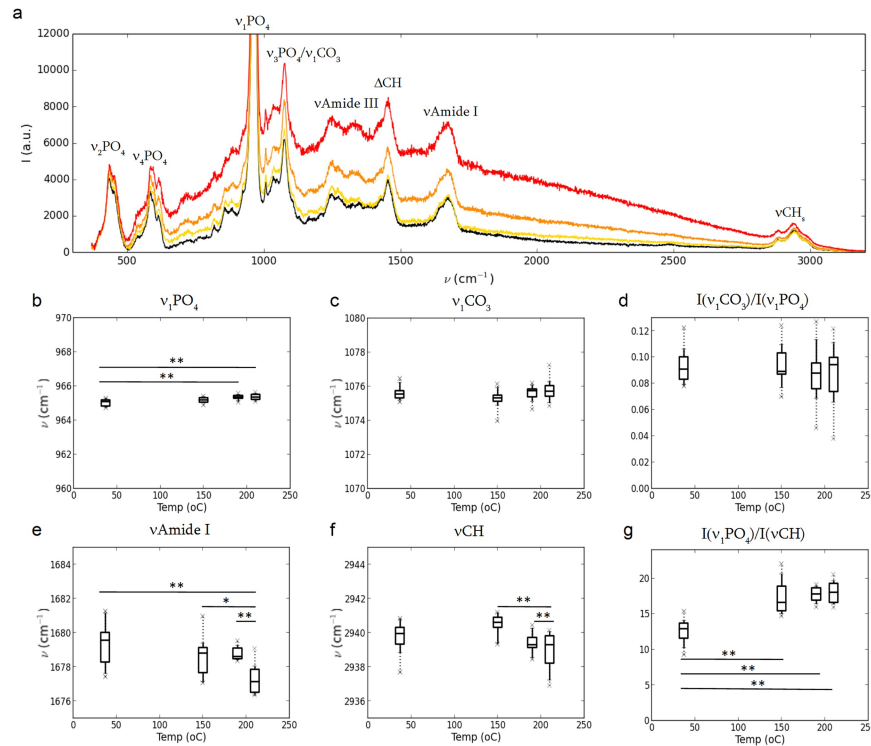 a
ν₁PO₄
12000
ν₃PO₄/ν₁CO₃
10000
ΔCH
8000
νAmide III
νAmide I
I (a.u.)
6000
ν₂PO₄
ν₄PO₄
4000
νCHₛ
2000
0
500 1000 1500 2000 2500 3000
ν (cm⁻¹)
b ν₁PO₄
970
968
966
964
962
960
ν (cm⁻¹)
**
**
0 50 100 150 200 250
Temp (oC)
c ν₁CO₃
1080
1078
1076
1074
1072
1070
ν (cm⁻¹)
0 50 100 150 200 250
Temp (oC)
d I(ν₁CO₃)/I(ν₁PO₄)
0.12
0.10
0.08
0.06
0.04
0.02
0.00
0 50 100 150 200 250
Temp (oC)
e νAmide I
1684
1682
1680
1678
1676
ν (cm⁻¹)
**
*
**
0 50 100 150 200 250
Temp (oC)
f νCH
2944
2942
2940
2938
2936
ν (cm⁻¹)
**
**
0 50 100 150 200 250
Temp (oC)
g I(ν₁PO₄)/I(νCH)
20
15
10
5
0
**
**
**
0 50 100 150 200 250
Temp (oC)